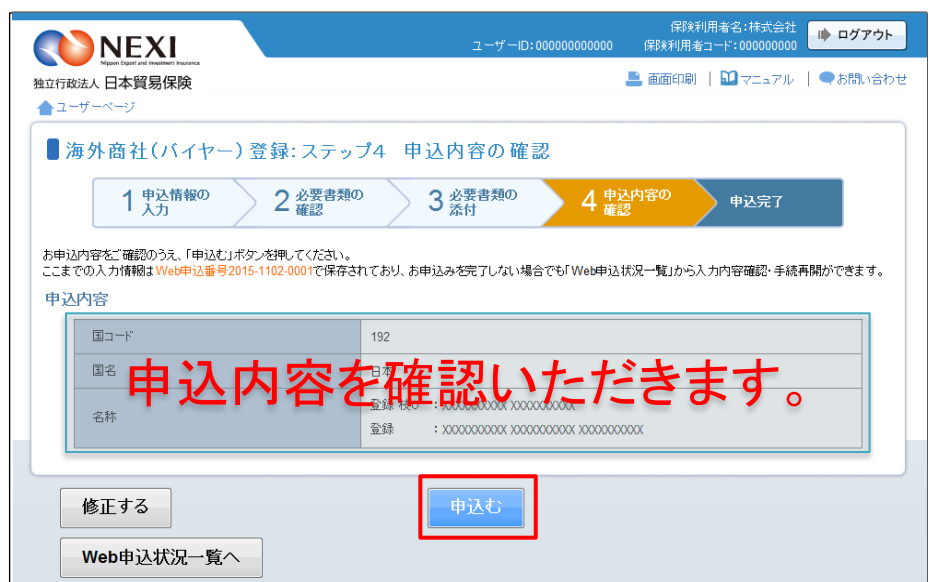 NEXI
Nippon Export and Investment Insurance
独立行政法人 日本貿易保険
ユーザーID:000000000000
保険利用者名:株式会社
保険利用者コード:000000000
ログアウト
画面印刷 | マニュアル | お問い合わせ
ユーザーページ
海外商社(バイヤー)登録:ステップ4 申込内容の確認
1 申込情報の入力
2 必要書類の確認
3 必要書類の添付
4 申込内容の確認
申込完了
お申込内容をご確認のうえ、「申込む」ボタンを押してください。
ここまでの入力情報はWeb申込番号2015-1102-0001で保存されており、お申込みを完了しない場合でも「Web申込状況一覧」から入力内容確認・手続再開ができます。
申込内容
国コード 192
国名 日本
申込内容を確認いただきます。
名称
登録 : XXXXXXXXXX XXXXXXXXXX
登録 : XXXXXXXXXX XXXXXXXXXX XXXXXXXXXX
修正する
申込む
Web申込状況一覧へ